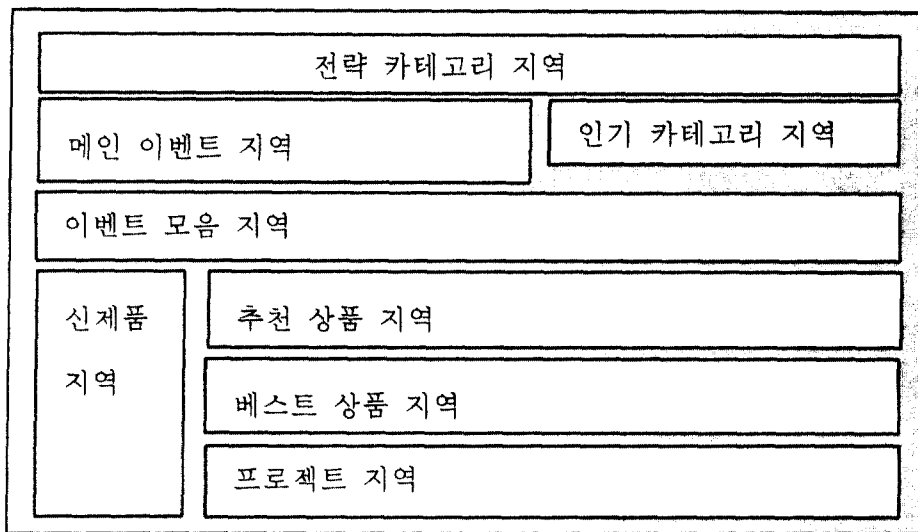 전략 카테고리 지역
메인 이벤트 지역
인기 카테고리 지역
이벤트 모음 지역
신제품
지역
추천 상품 지역
베스트 상품 지역
프로젝트 지역